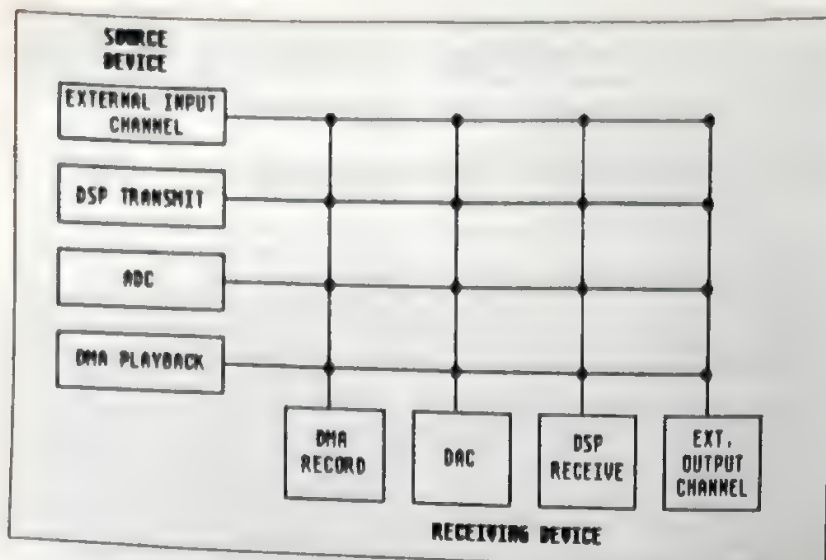 SOURCE
DEVICE
EXTERNAL INPUT
CHANNEL
DSP TRANSMIT
ADC
DMA PLAYBACK
DMA
RECORD
DAC
DSP
RECEIVE
EXT.
OUTPUT
CHANNEL
RECEIVING DEVICE